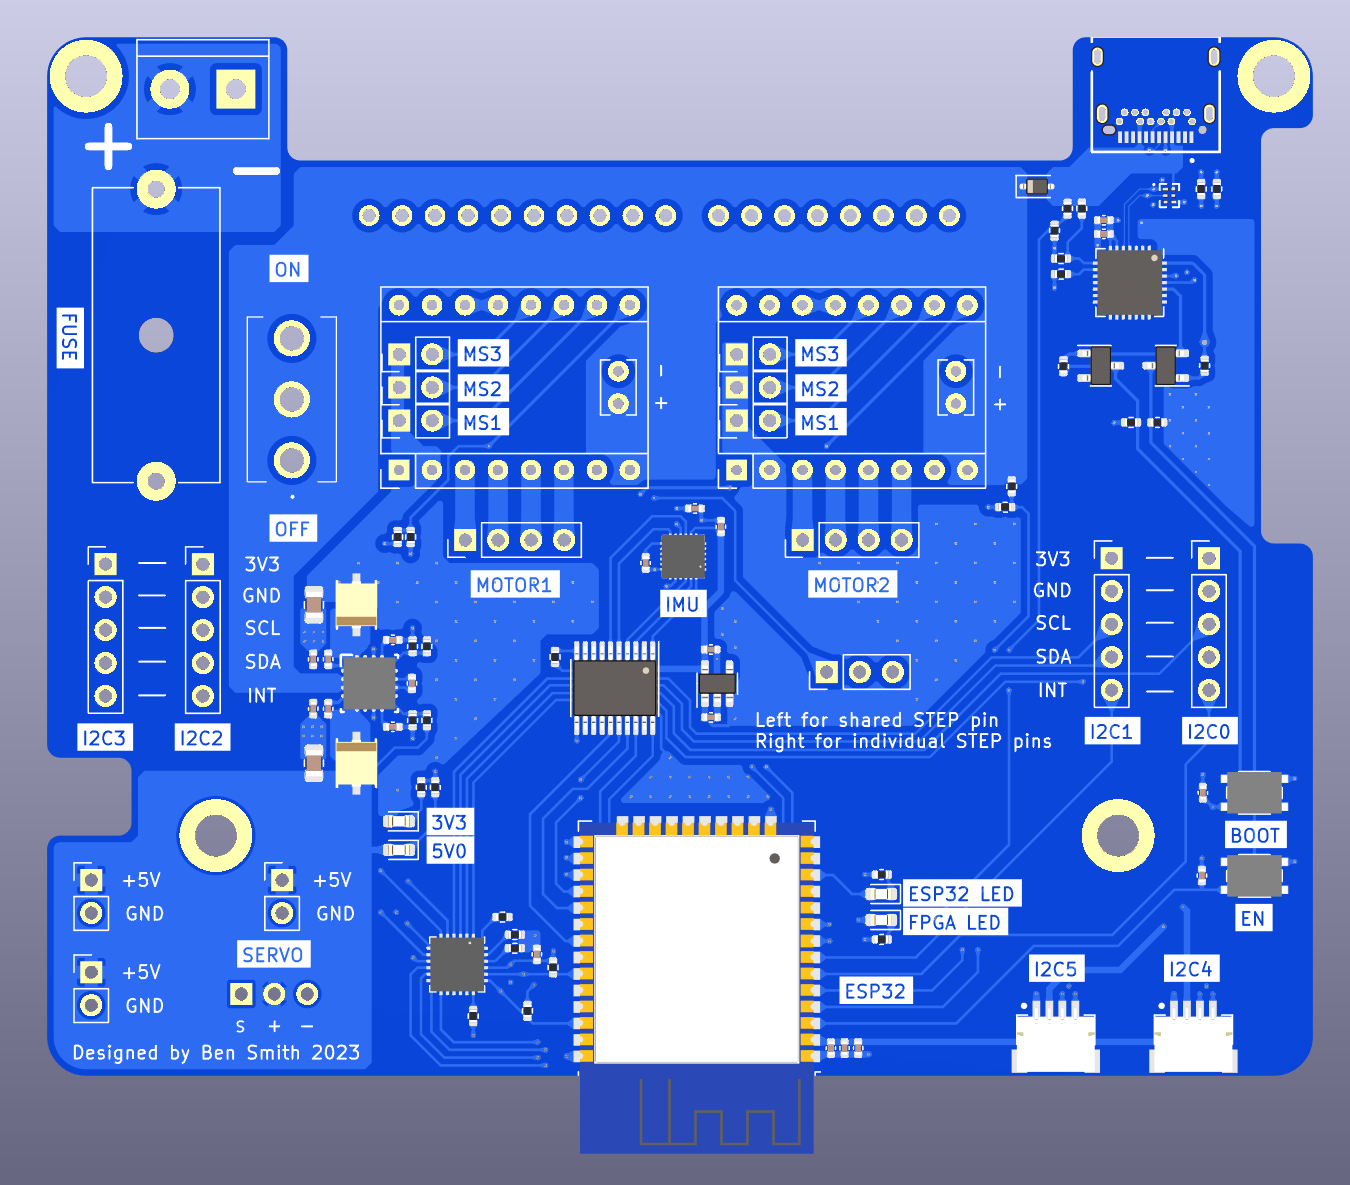 + −
ON
FUSE
MS3
MS2
MS1
−
+
MS3
MS2
MS1
−
+
OFF
3V3
GND
SCL
SDA
INT
I2C3
I2C2
MOTOR1
IMU
MOTOR2
3V3
GND
SCL
SDA
INT
I2C1
I2C0
Left for shared STEP pin
Right for individual STEP pins
3V3
5V0
BOOT
EN
+5V
GND
+5V
GND
ESP32 LED
FPGA LED
SERVO
+5V
GND
S + −
ESP32
I2C5
I2C4
Designed by Ben Smith 2023